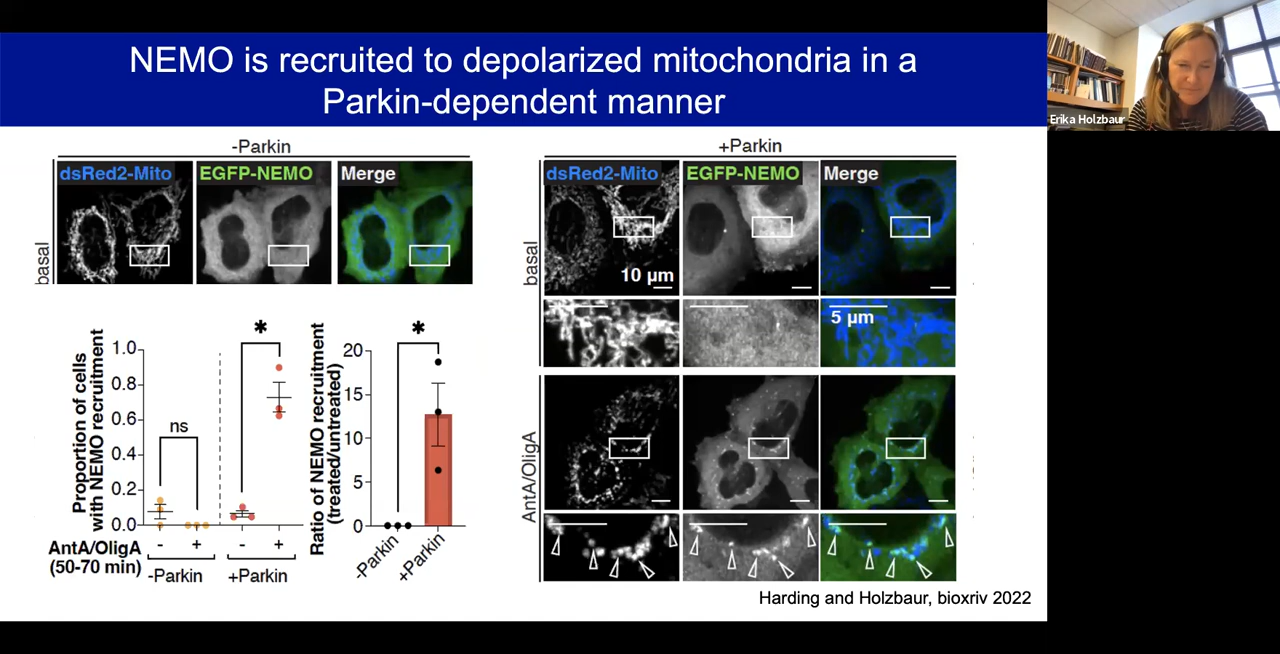 NEMO is recruited to depolarized mitochondria in a
Parkin-dependent manner
Erika Holzbaur
-Parkin
dsRed2-Mito
EGFP-NEMO
Merge
basal
Proportion of cells
with NEMO recruitment
1.0
0.8
0.6
0.4
0.2
0.0
ns
*
AntA/OligA
(50-70 min)
- + - +
-Parkin
+Parkin
Ratio of NEMO recruitment
(treated/untreated)
20
15
10
5
0
*
-Parkin
+Parkin
+Parkin
dsRed2-Mito
EGFP-NEMO
Merge
basal
10 µm
5 µm
AntA/OligA
Harding and Holzbaur, bioxriv 2022